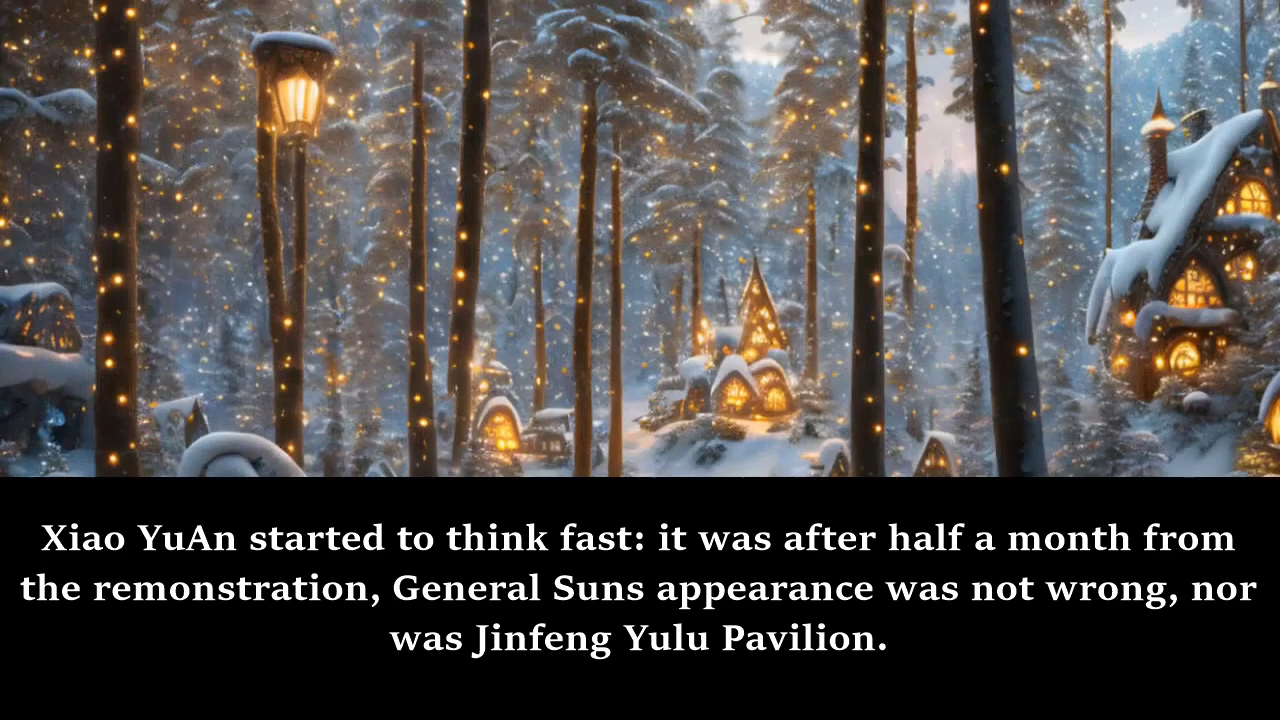 Xiao YuAn started to think fast: it was after half a month from
the remonstration, General Suns appearance was not wrong, nor
was Jinfeng Yulu Pavilion.